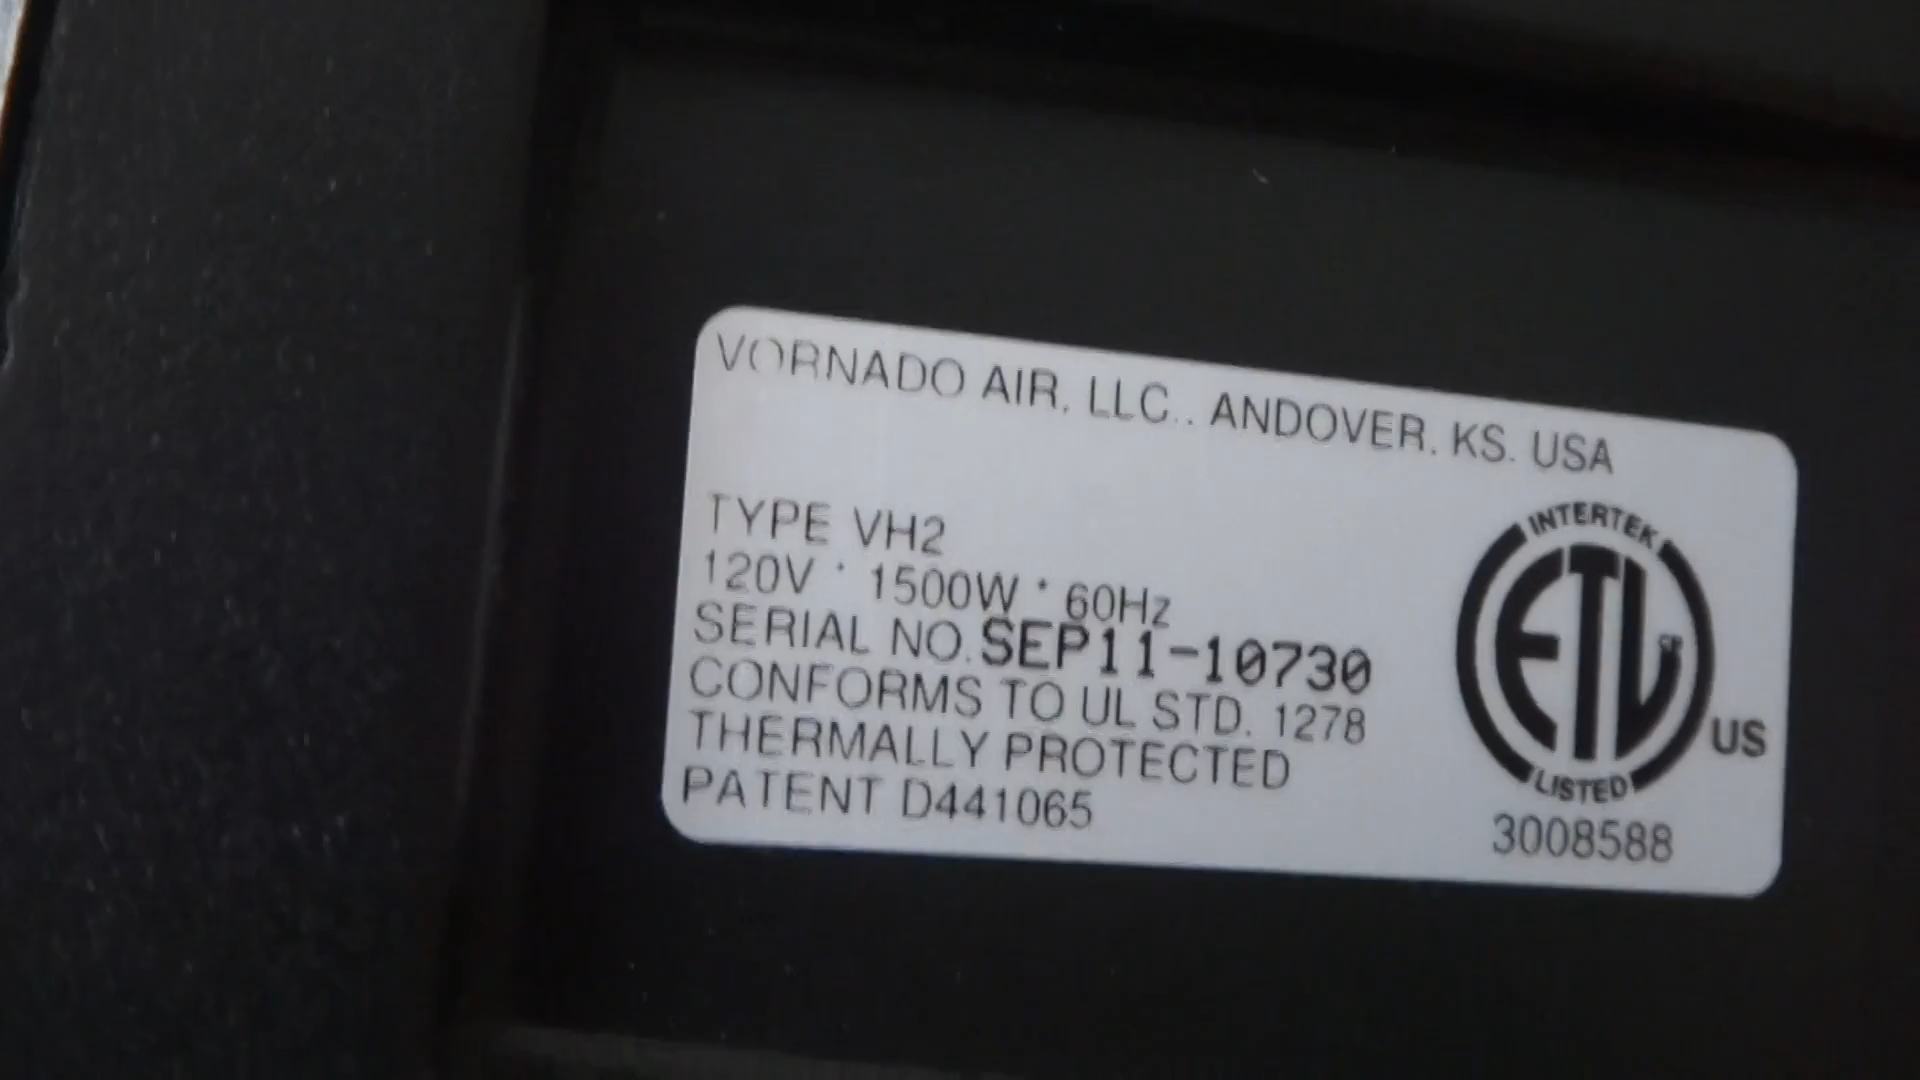 VORNADO AIR, LLC., ANDOVER, KS. USA
TYPE VH2
120V · 1500W · 60Hz
SERIAL NO. SEP11-10730
CONFORMS TO UL STD. 1278
THERMALLY PROTECTED
PATENT D441065
INTERTEK
ETL
US
LISTED
3008588